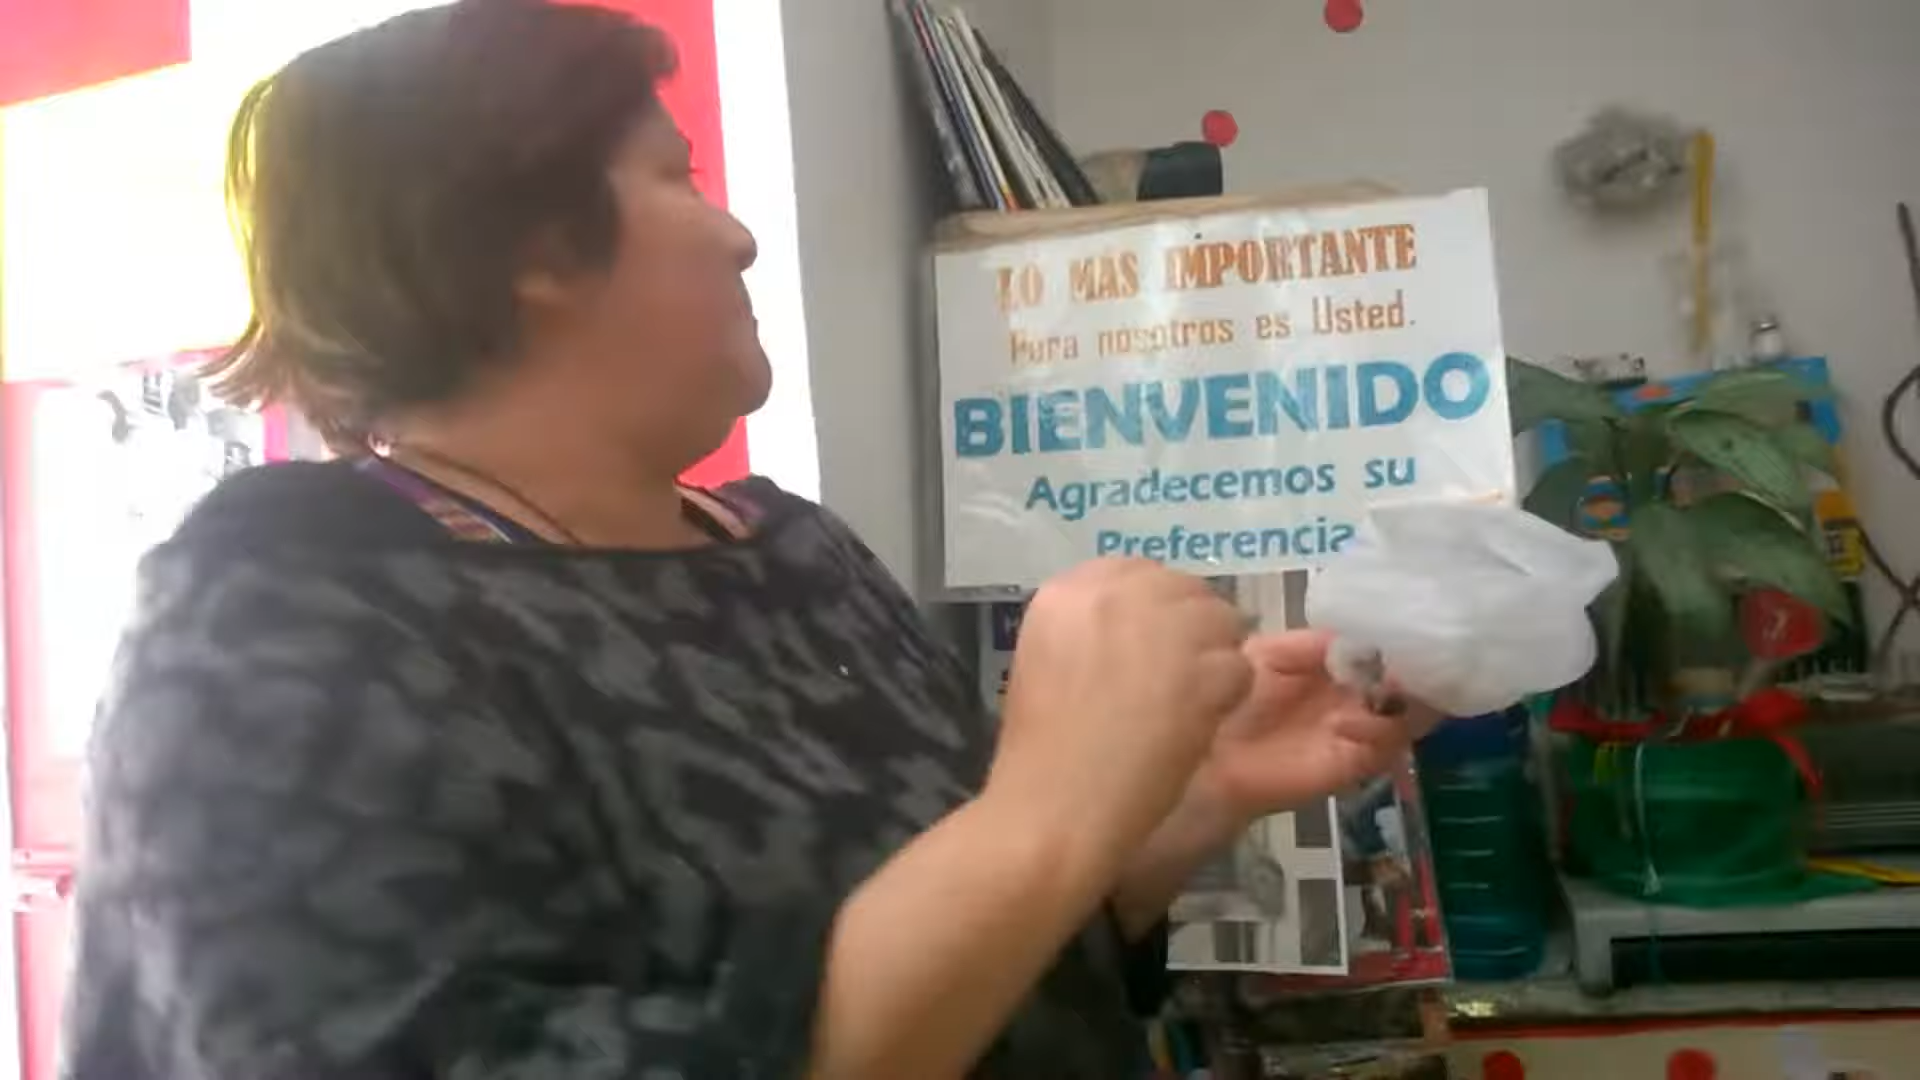 LO MAS IMPORTANTE
Para nosotros es Usted.
BIENVENIDO
Agradecemos su
Preferencia